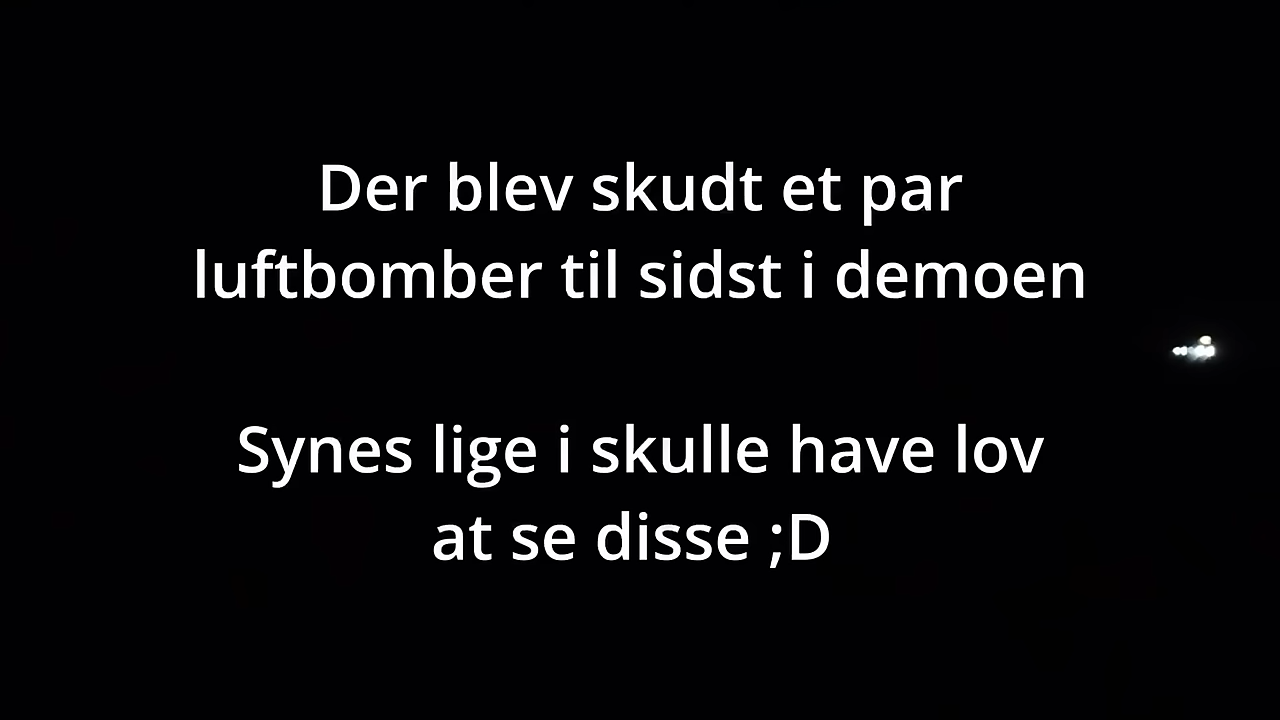 Der blev skudt et par
luftbomber til sidst i demoen
Synes lige i skulle have lov
at se disse ;D